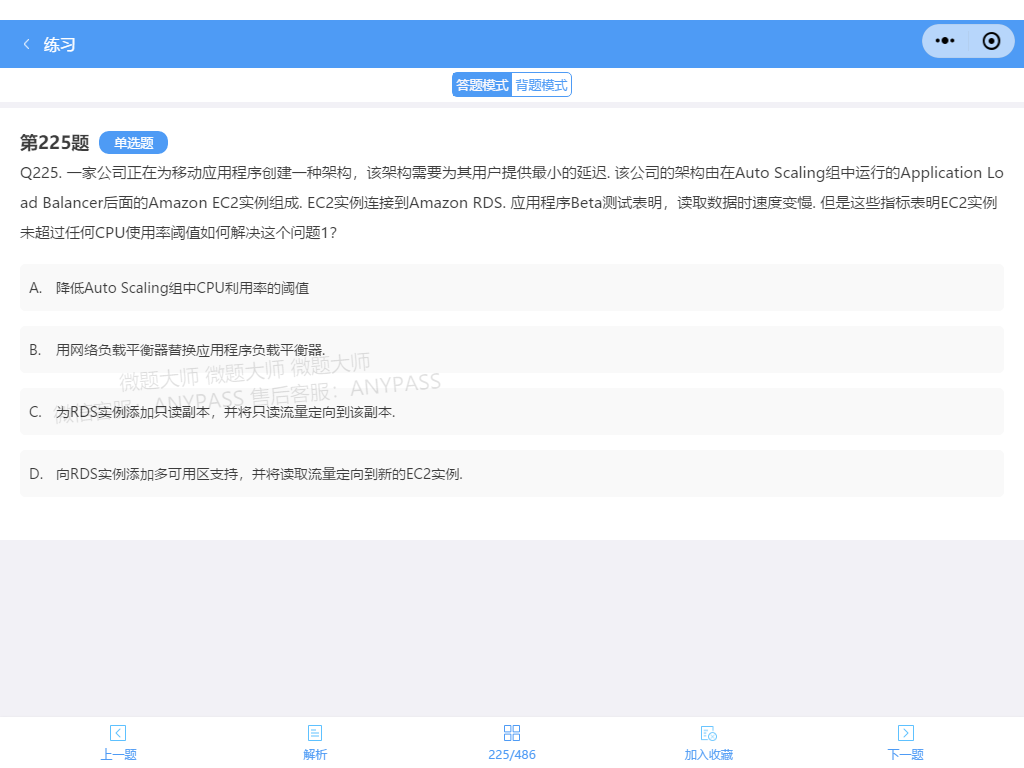 练习
答题模式 背题模式
第225题 单选题
Q225. 一家公司正在为移动应用程序创建一种架构，该架构需要为其用户提供最小的延迟. 该公司的架构由在Auto Scaling组中运行的Application Lo
ad Balancer后面的Amazon EC2实例组成. EC2实例连接到Amazon RDS. 应用程序Beta测试表明，读取数据时速度变慢. 但是这些指标表明EC2实例
未超过任何CPU使用率阈值如何解决这个问题1？
A. 降低Auto Scaling组中CPU利用率的阈值
B. 用网络负载平衡器替换应用程序负载平衡器.
微题大师 微题大师 微题大师
微信客服：ANYPASS 售后客服：ANYPASS
C. 为RDS实例添加只读副本，并将只读流量定向到该副本.
D. 向RDS实例添加多可用区支持，并将读取流量定向到新的EC2实例.
上一题 解析 225/486 加入收藏 下一题